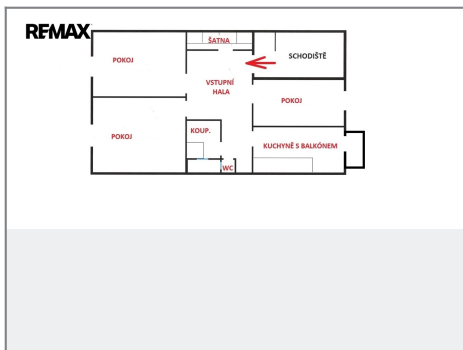 RE/MAX
ŠATNA
SCHODIŠTĚ
POKOJ
VSTUPNÍ
HALA
POKOJ
KOUP.
POKOJ
KUCHYNĚ S BALKÓNEM
WC